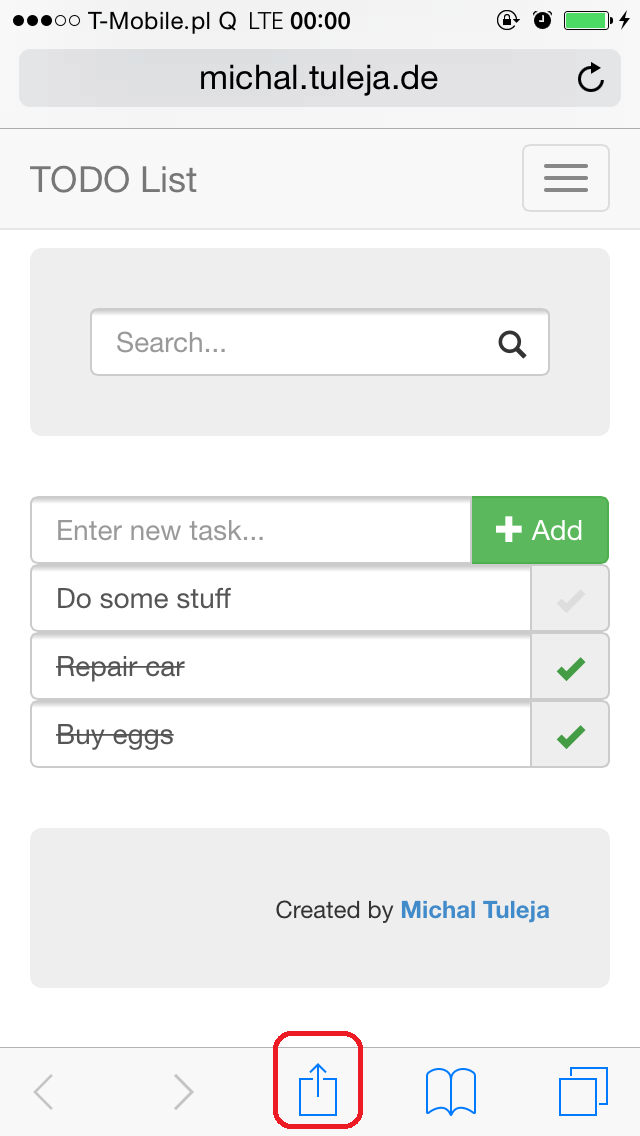 T-Mobile.pl Q LTE 00:00
michal.tuleja.de
TODO List
Search...
Enter new task...
Add
Do some stuff
Repair car
Buy eggs
Created by Michal Tuleja